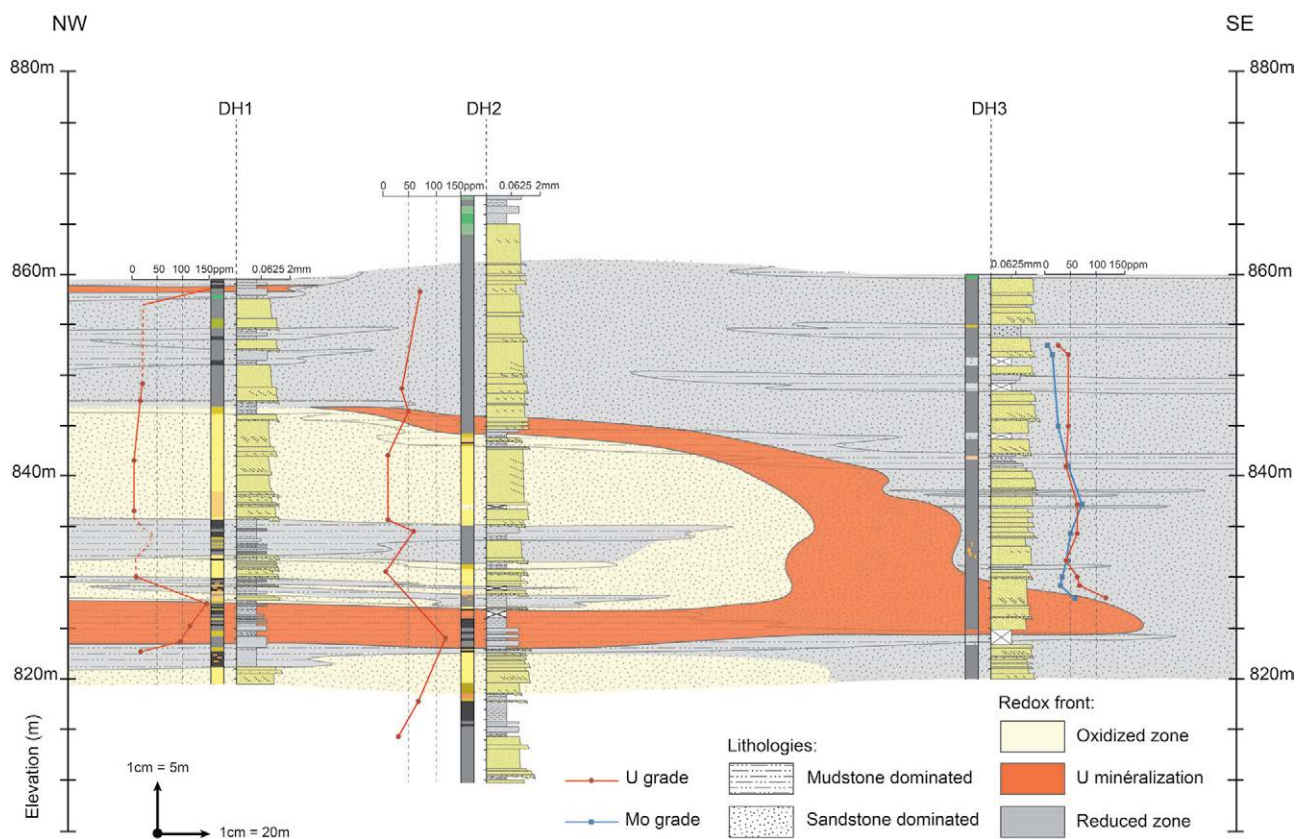 NW
SE
880m
880m
DH1
DH2
DH3
0 50 100 150ppm
0.0625 2mm
860m
0 50 100 150ppm
0.0625 2mm
0.0625mm
0 50 100 150ppm
860m
840m
840m
820m
820m
Elevation (m)
1cm = 5m
1cm = 20m
U grade
Mo grade
Lithologies:
Mudstone dominated
Sandstone dominated
Redox front:
Oxidized zone
U minéralization
Reduced zone